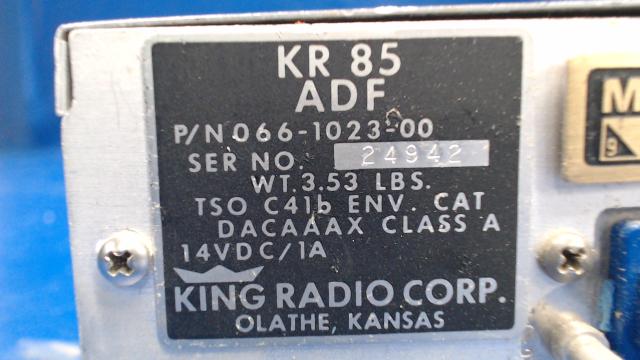 KR 85
ADF
P/N 066-1023-00
SER NO. 24942
WT. 3.53 LBS.
TSO C41b ENV. CAT
DACAAAX CLASS A
14VDC/1A
KING RADIO CORP.
OLATHE, KANSAS
M
9